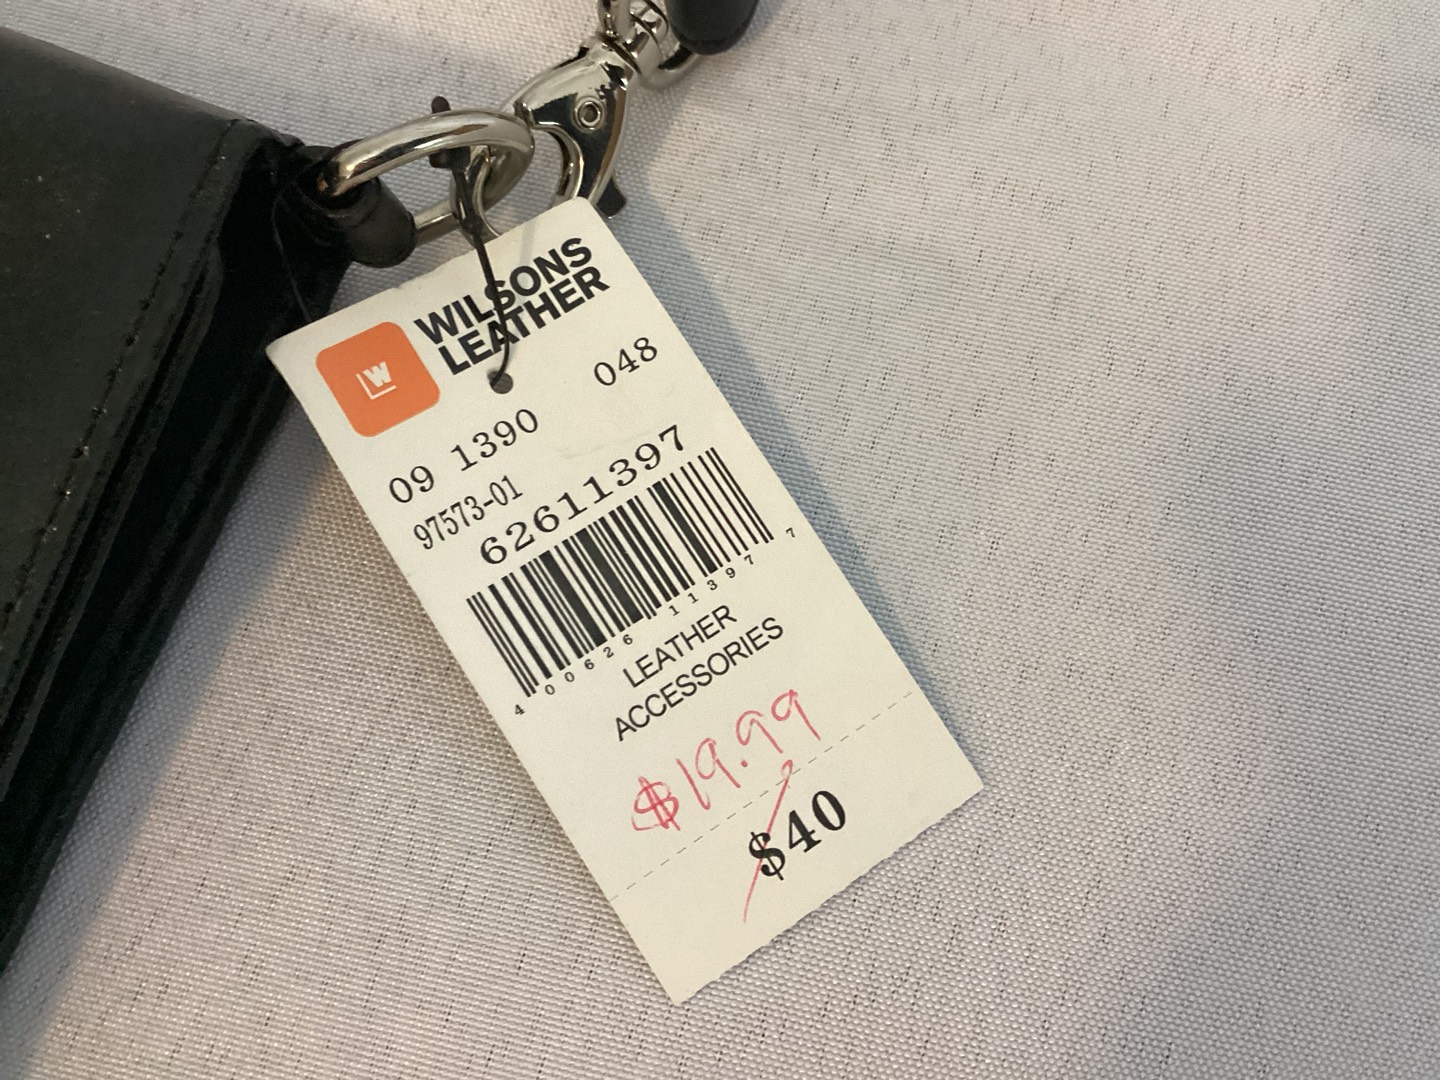 WILSONS
LEATHER
LW
048
09 1390
97573-01
62611397
4 00626 11397 7
LEATHER
ACCESSORIES
$19.99
$40